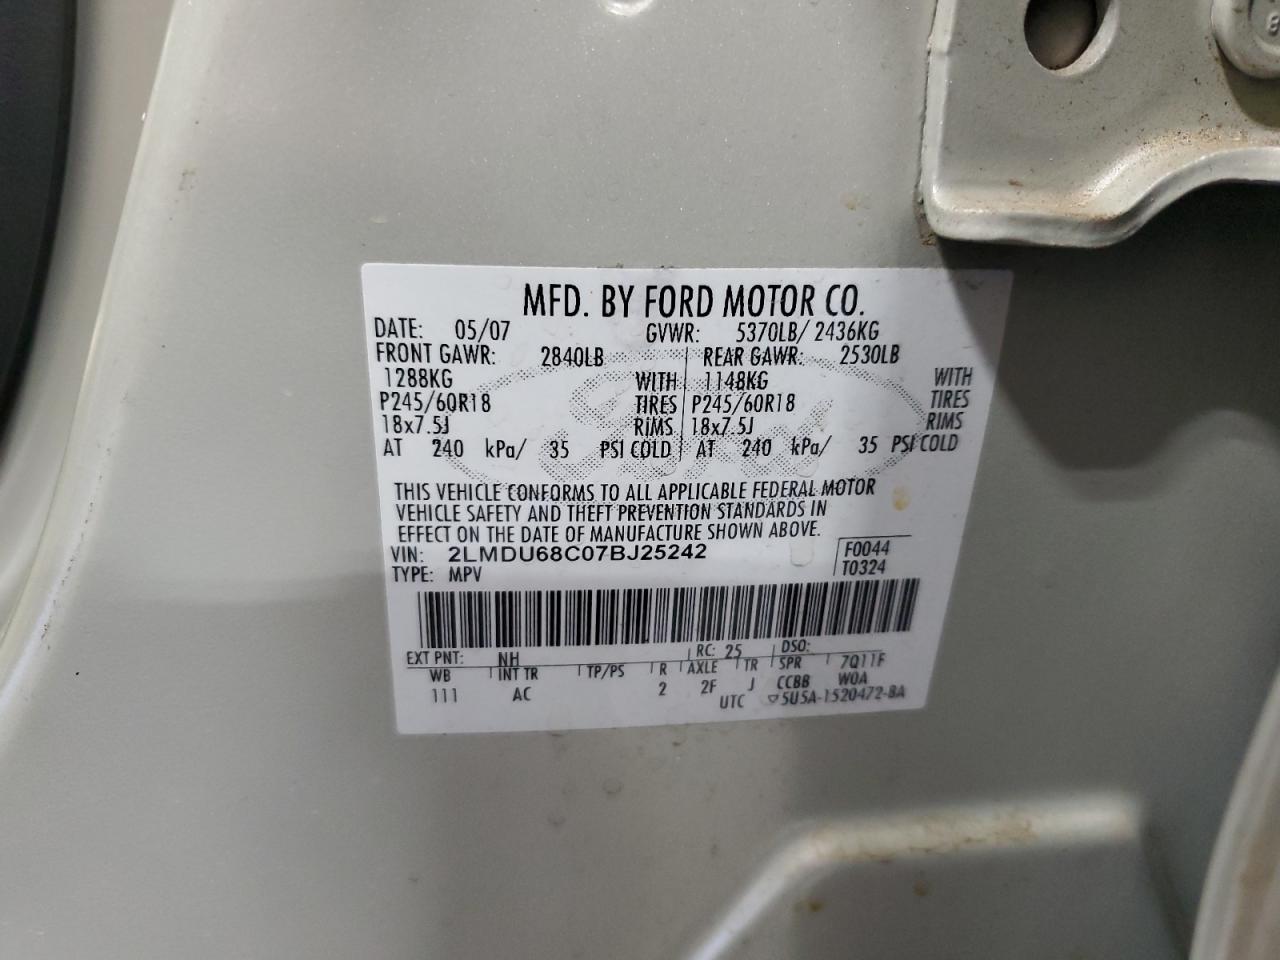 MFD. BY FORD MOTOR CO.
DATE: 05/07 GVWR: 5370LB/ 2436KG
FRONT GAWR: 2840LB REAR GAWR: 2530LB
1288KG WITH 1148KG WITH
P245/60R18 TIRES P245/60R18 TIRES
18x7.5J RIMS 18x7.5J RIMS
AT 240 kPa/ 35 PSI COLD AT 240 kPa/ 35 PSI COLD
THIS VEHICLE CONFORMS TO ALL APPLICABLE FEDERAL MOTOR
VEHICLE SAFETY AND THEFT PREVENTION STANDARDS IN
EFFECT ON THE DATE OF MANUFACTURE SHOWN ABOVE.
VIN: 2LMDU68C07BJ25242 F0044
TYPE: MPV T0324
EXT PNT: NH RC: 25 DSO:
WB INT TR TP/PS R AXLE TR SPR 7Q11F
111 AC 2 2F J CCBB W0A
UTC ▽5U5A-1520472-BA